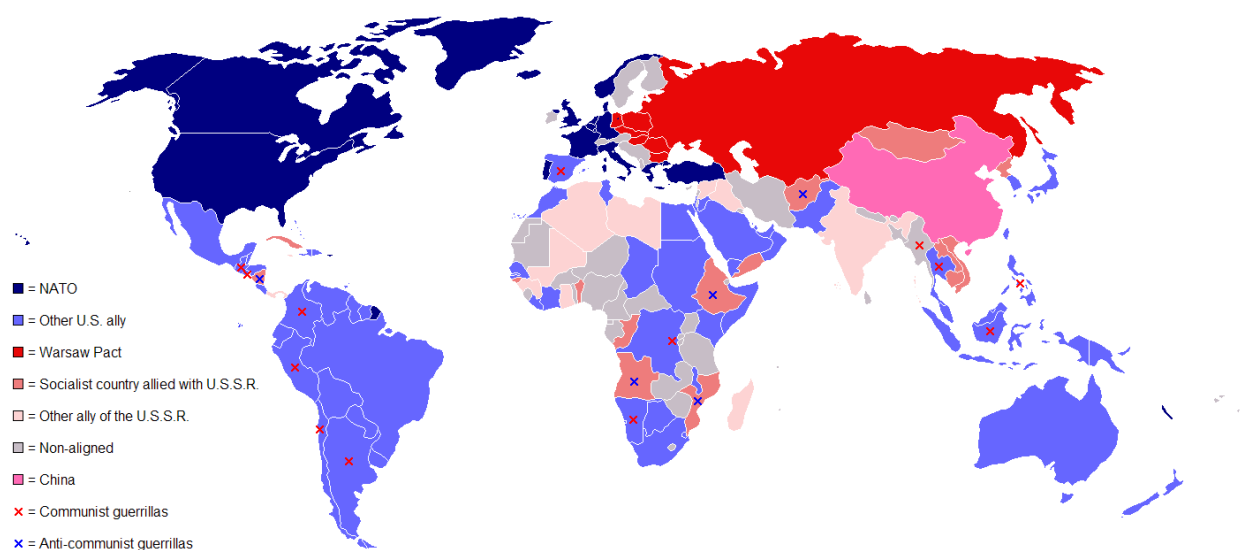 = NATO
= Other U.S. ally
= Warsaw Pact
= Socialist country allied with U.S.S.R.
= Other ally of the U.S.S.R.
= Non-aligned
= China
= Communist guerrillas
= Anti-communist guerrillas